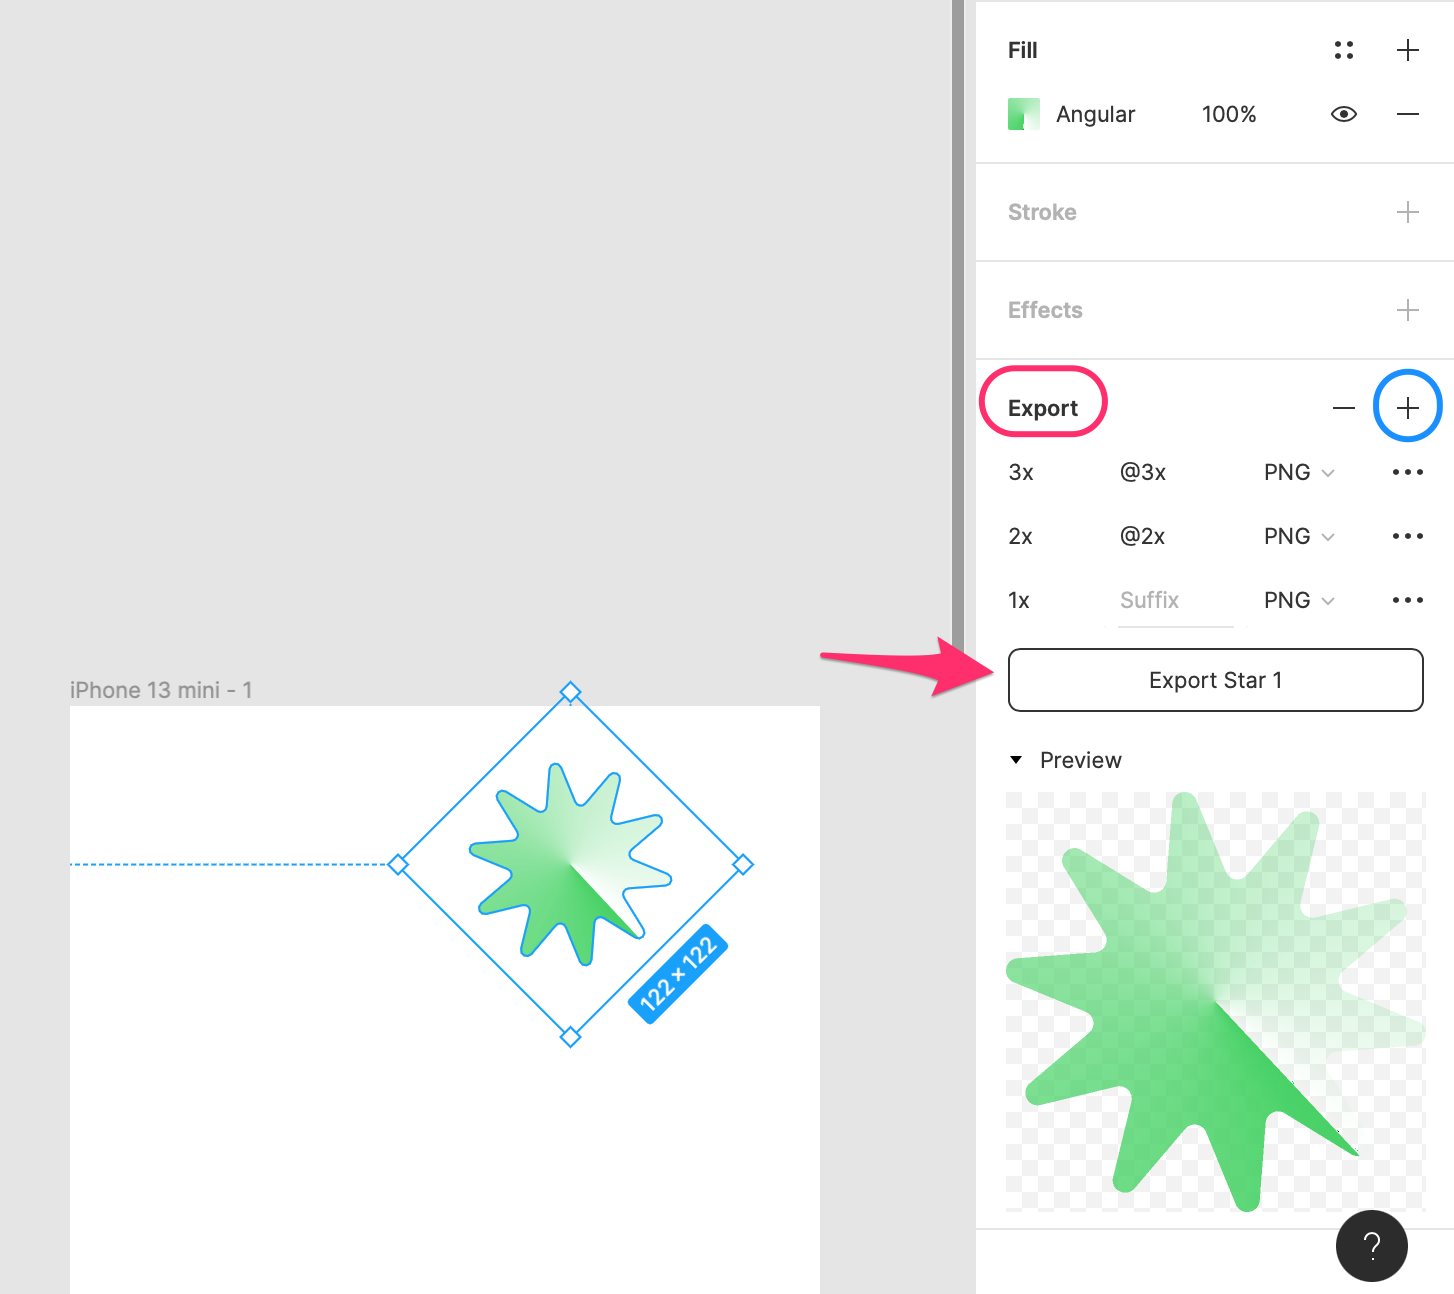 Fill
Angular 100%
Stroke
Effects
Export
3x @3x PNG
2x @2x PNG
1x Suffix PNG
Export Star 1
Preview
iPhone 13 mini - 1
122 × 122
?